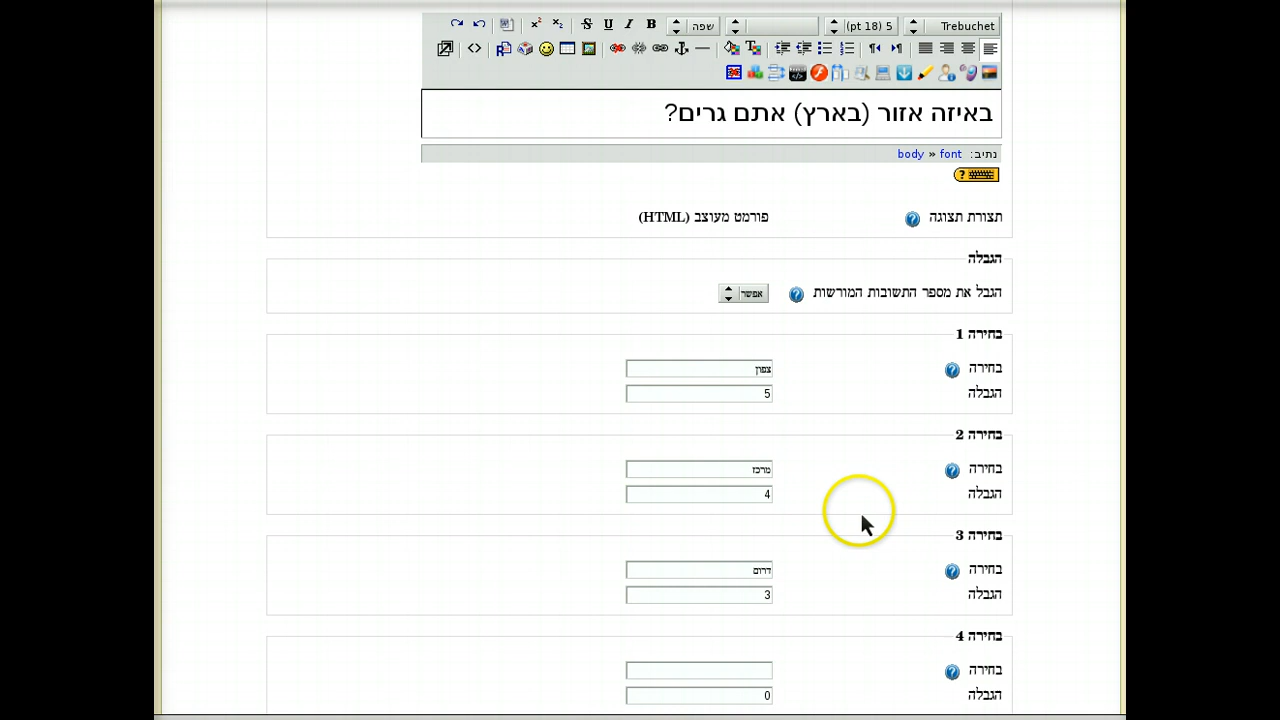 Trebuchet 5 (18 pt) שפה B I U S x₂ x²
באיזה אזור (בארץ) אתם גרים?
נתיב: body » font
תצורת תצוגה פורמט מעוצב (HTML)
הגבלה
הגבל את מספר התשובות המורשות אפשר
בחירה 1
בחירה צפון
הגבלה 5
בחירה 2
בחירה מרכז
הגבלה 4
בחירה 3
בחירה דרום
הגבלה 3
בחירה 4
בחירה
הגבלה 0